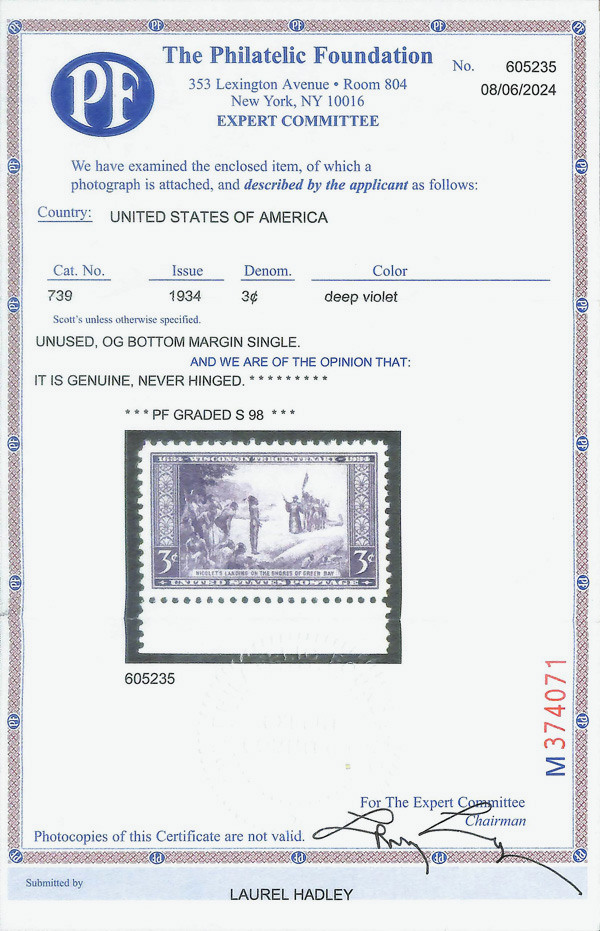 PF
The Philatelic Foundation
353 Lexington Avenue • Room 804
New York, NY 10016
EXPERT COMMITTEE
No. 605235
08/06/2024
We have examined the enclosed item, of which a
photograph is attached, and described by the applicant as follows:
Country: UNITED STATES OF AMERICA
Cat. No. Issue Denom. Color
739 1934 3¢ deep violet
Scott's unless otherwise specified.
UNUSED, OG BOTTOM MARGIN SINGLE.
AND WE ARE OF THE OPINION THAT:
IT IS GENUINE, NEVER HINGED. * * * * * * * * *
* * * PF GRADED S 98 * * *
1634 - WISCONSIN TERCENTENARY - 1934
3¢ 3¢
NICOLET'S LANDING ON THE SHORES OF GREEN BAY
UNITED STATES POSTAGE
605235
M 374071
For The Expert Committee
Chairman
Photocopies of this Certificate are not valid.
Submitted by
LAUREL HADLEY